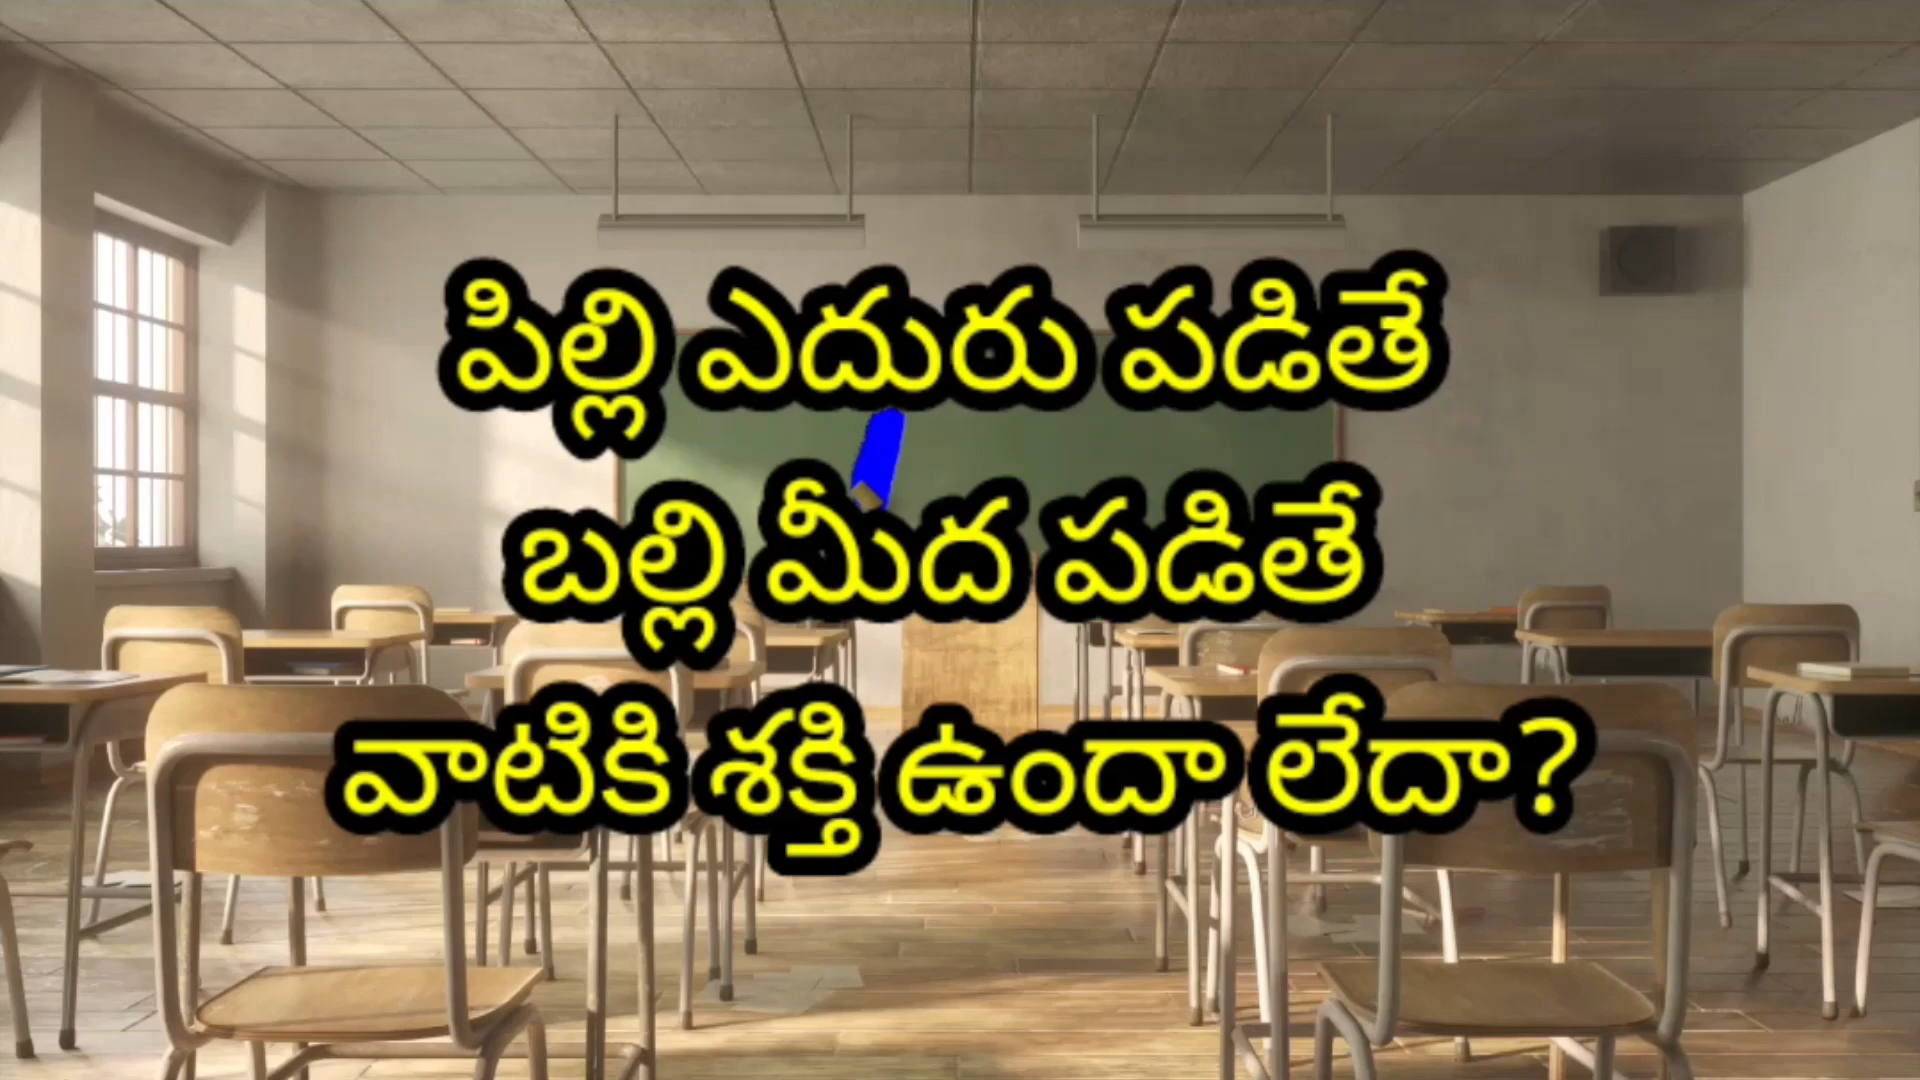 పిల్లి ఎదురు పడితే
బల్లి మీద పడితే
వాటికి శక్తి ఉందా లేదా?